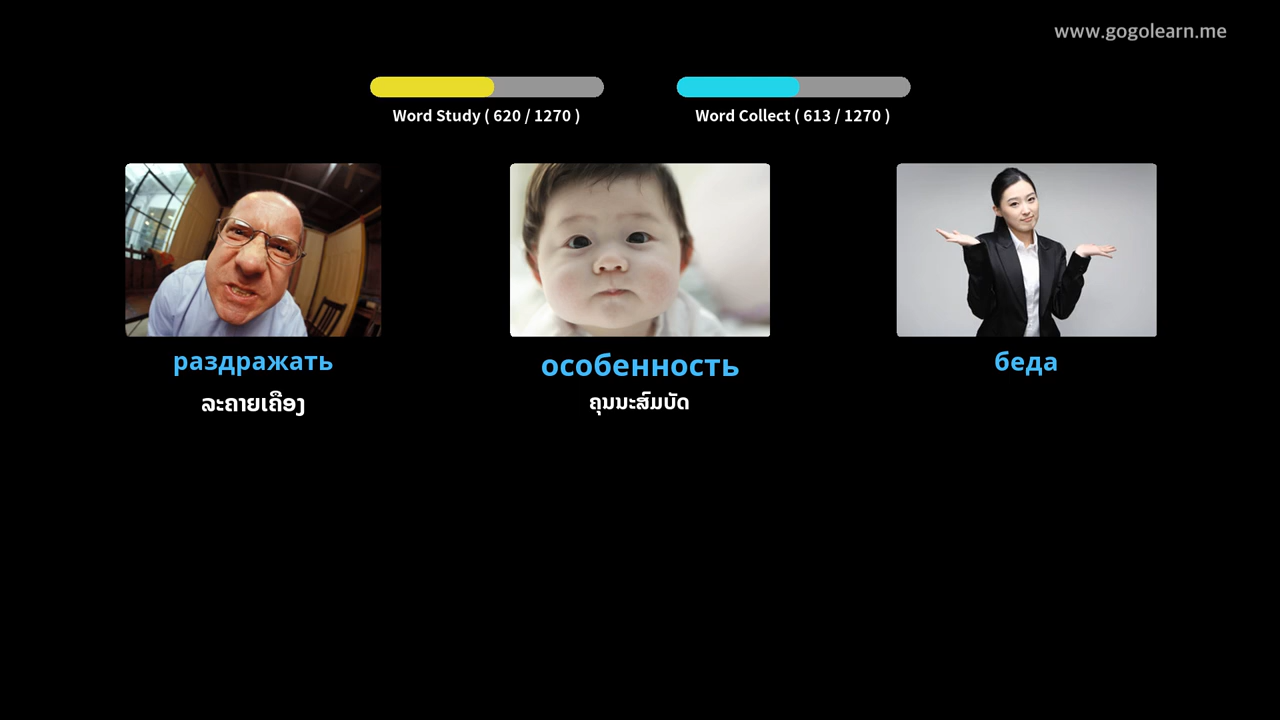 www.gogolearn.me
Word Study ( 620 / 1270 )
Word Collect ( 613 / 1270 )
раздражать
особенность
беда
ລະຄາຍເຄືອງ
ຄຸນນະສົມບັດ